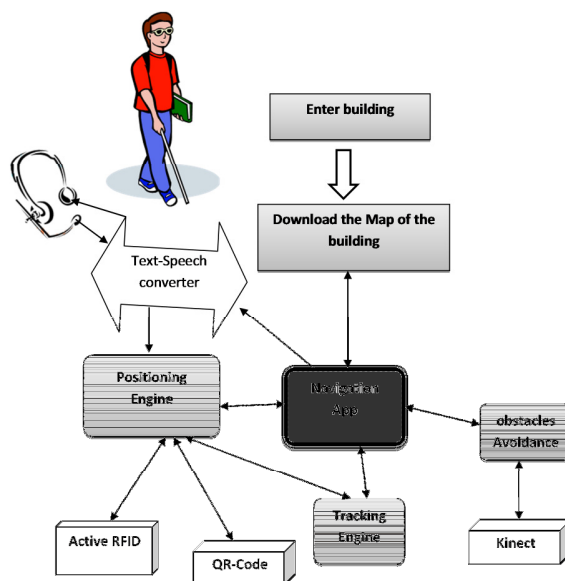 Enter building
Download the Map of the
building
Text-Speech
converter
Positioning
Engine
Navigation
App
obstacles
Avoidance
Tracking
Engine
Active RFID
QR-Code
Kinect